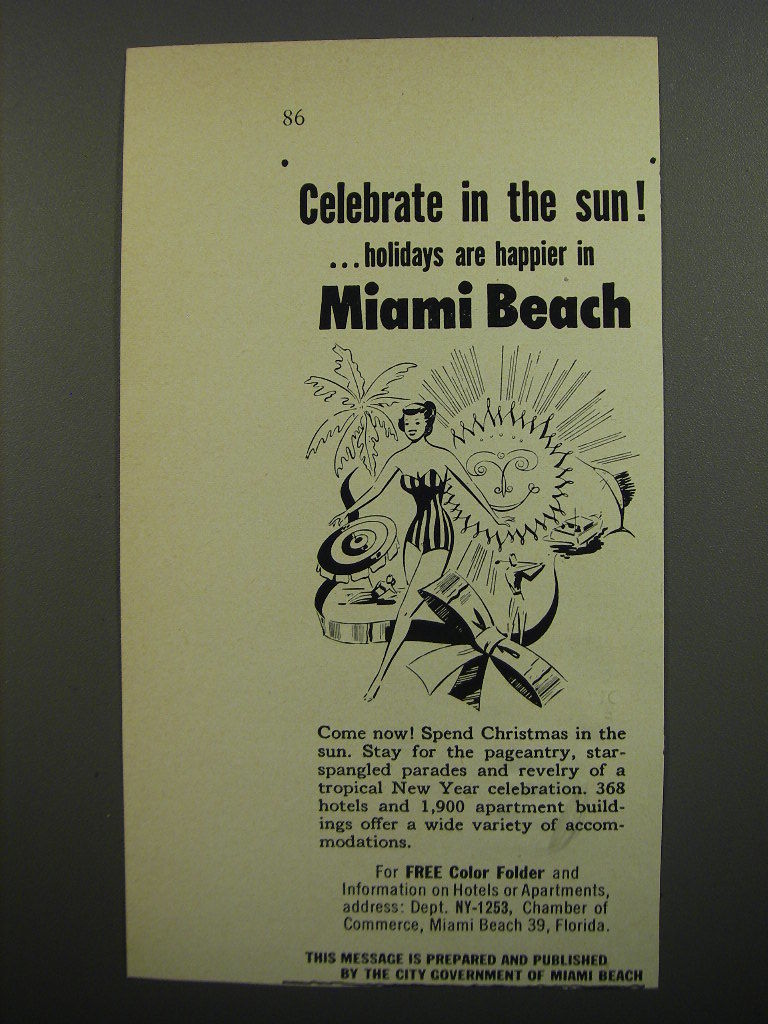 86
Celebrate in the sun!
...holidays are happier in
Miami Beach
Come now! Spend Christmas in the
sun. Stay for the pageantry, star-
spangled parades and revelry of a
tropical New Year celebration. 368
hotels and 1,900 apartment build-
ings offer a wide variety of accom-
modations.
For FREE Color Folder and
Information on Hotels or Apartments,
address: Dept. NY-1253, Chamber of
Commerce, Miami Beach 39, Florida.
THIS MESSAGE IS PREPARED AND PUBLISHED
BY THE CITY GOVERNMENT OF MIAMI BEACH